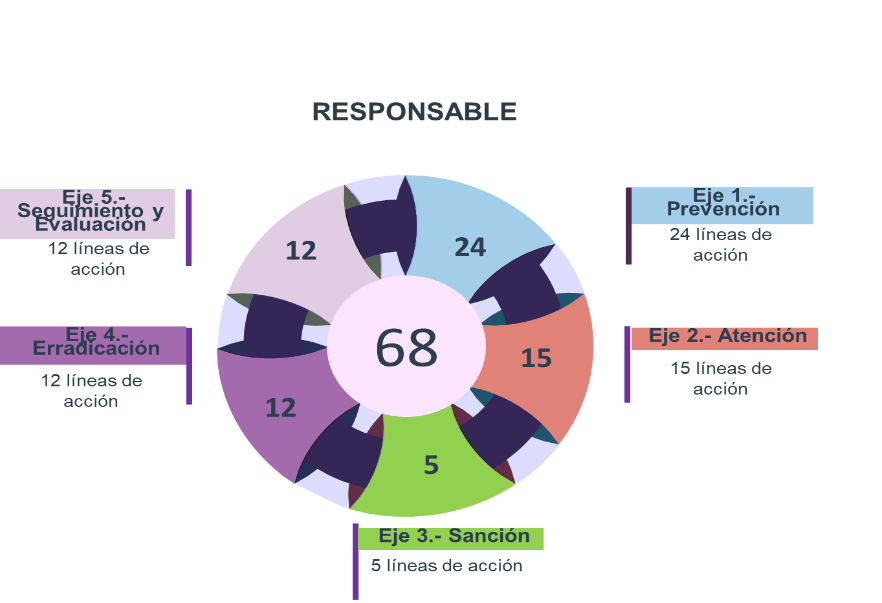 RESPONSABLE
Eje 5.-
Seguimiento y
Evaluación
12 líneas de
acción
Eje 1.-
Prevención
24 líneas de
acción
12
24
Eje 4.-
Erradicación
12 líneas de
acción
68
15
Eje 2.- Atención
15 líneas de
acción
12
5
Eje 3.- Sanción
5 líneas de acción